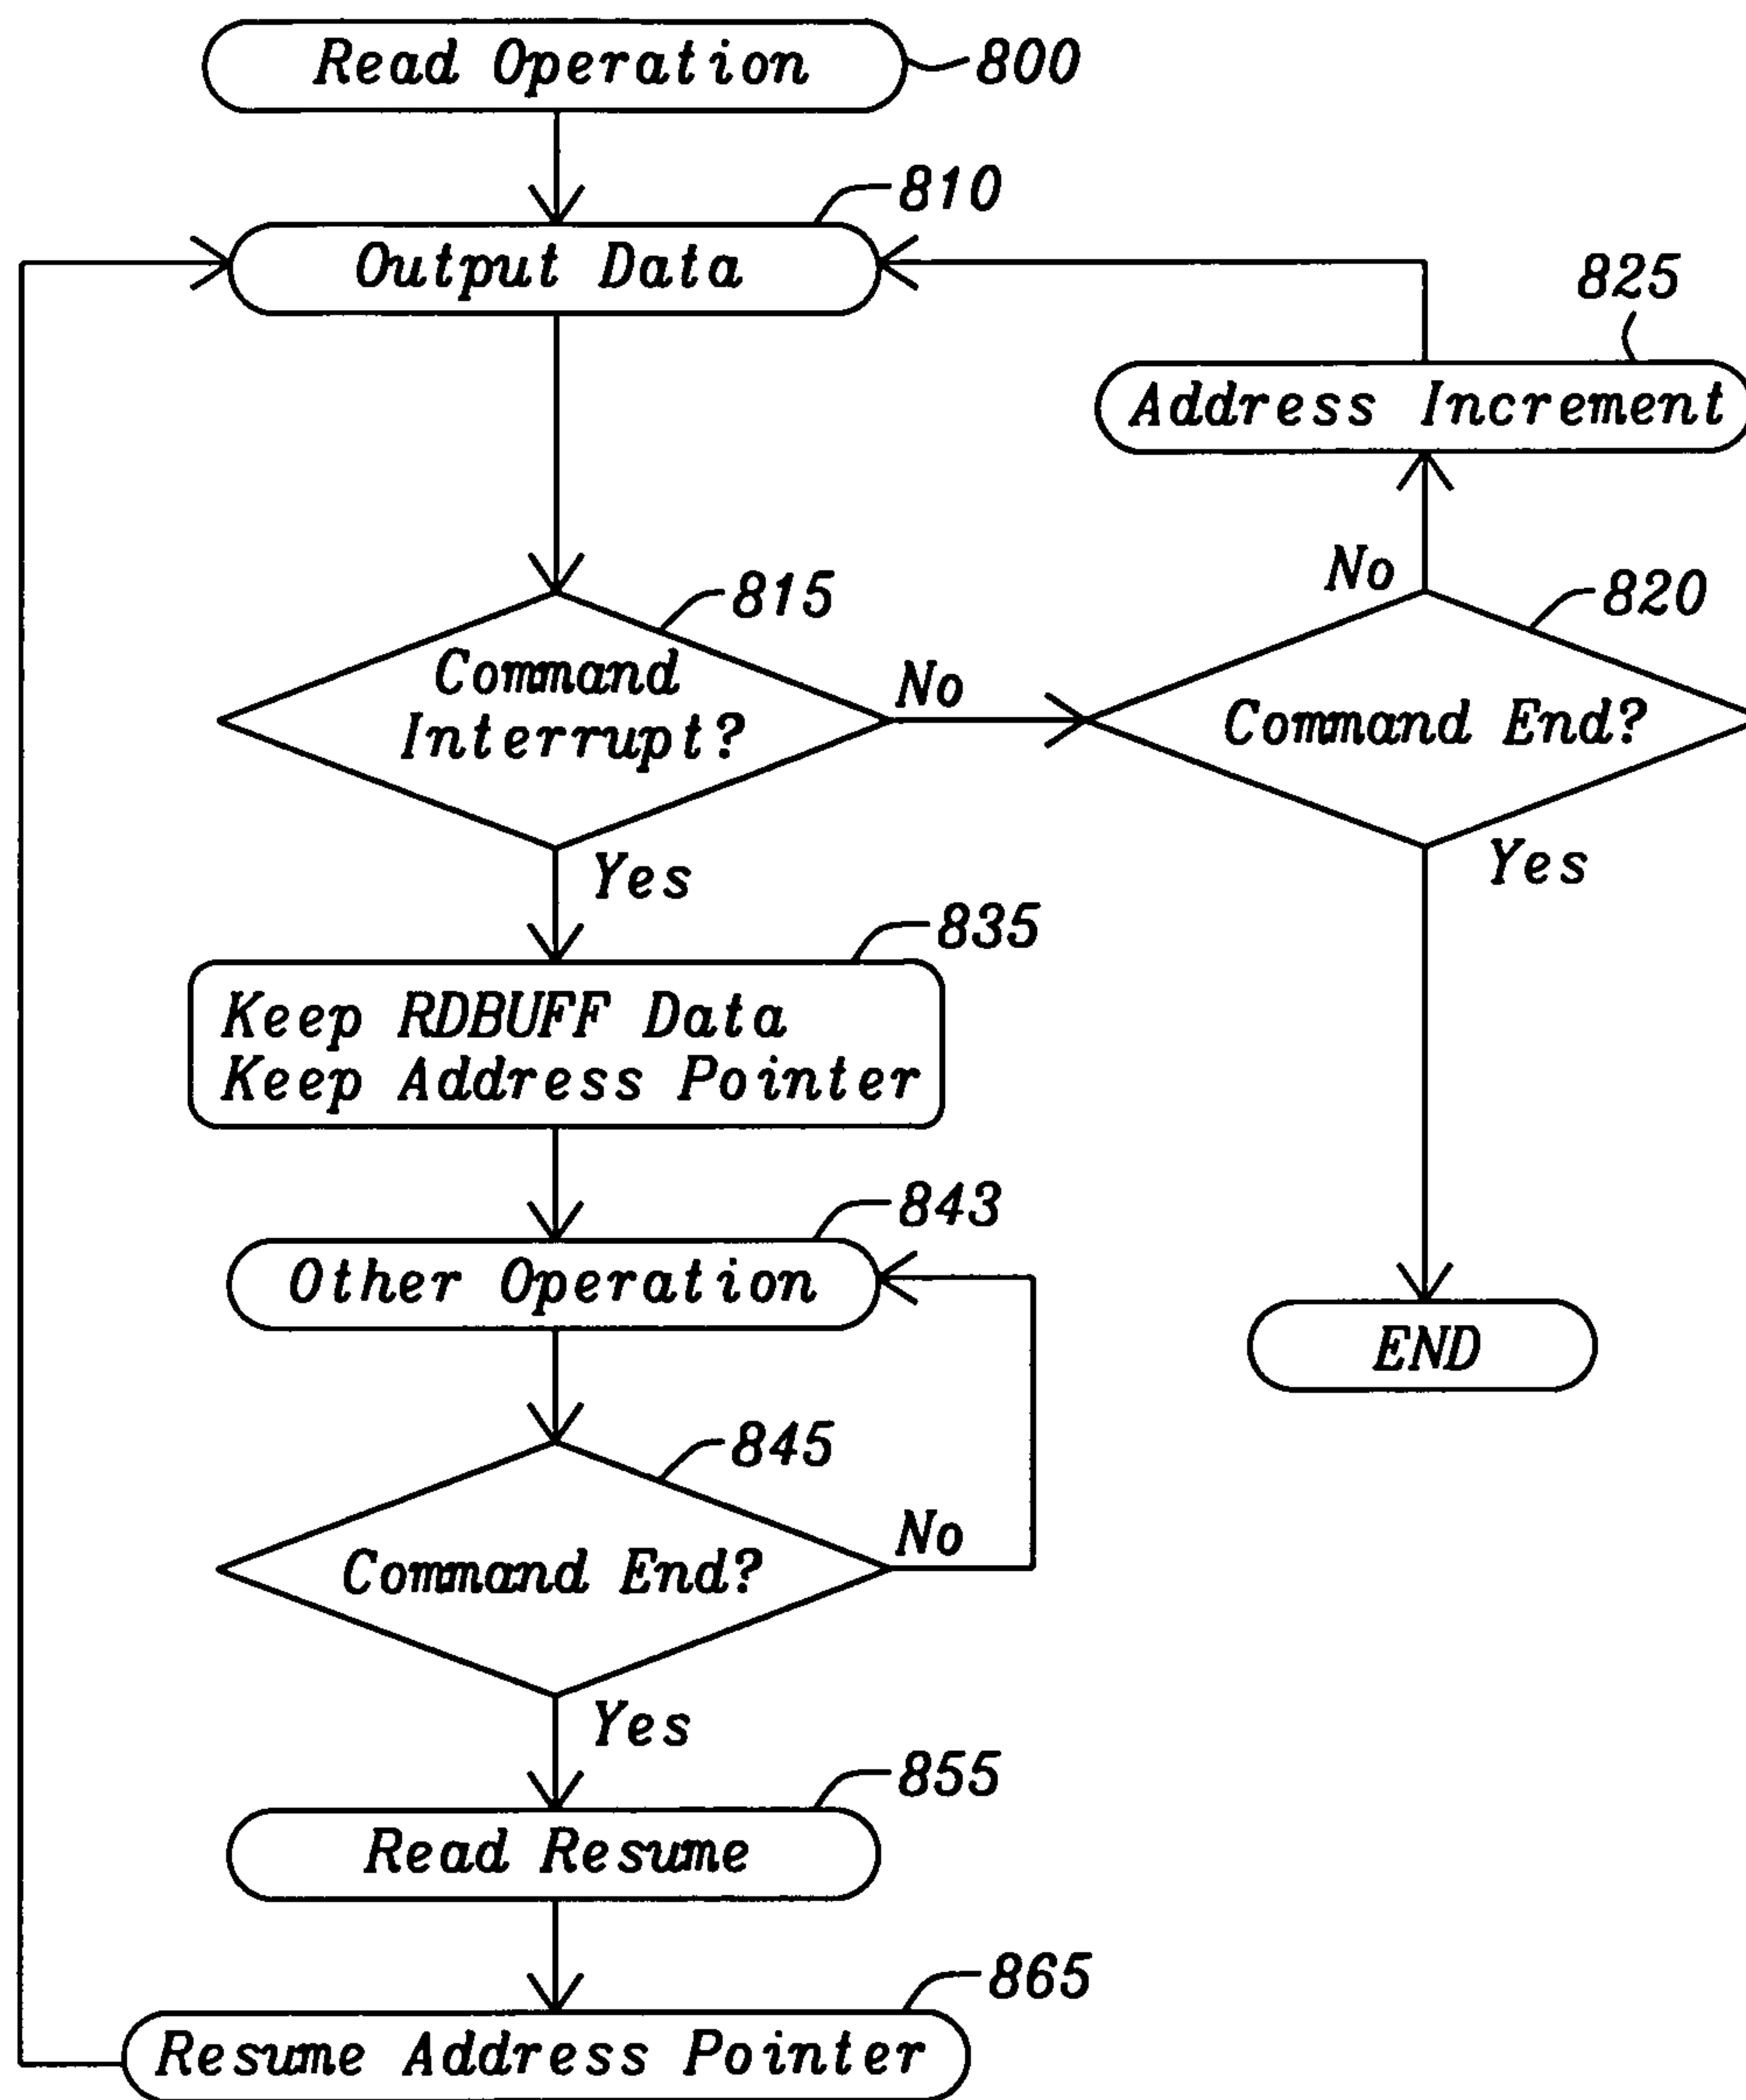 Read Operation
800
810
Output Data
825
Address Increment
815
Command
Interrupt?
No
No
820
Command End?
Yes
Yes
835
Keep RDBUFF Data
Keep Address Pointer
843
Other Operation
END
845
Command End?
No
Yes
855
Read Resume
865
Resume Address Pointer